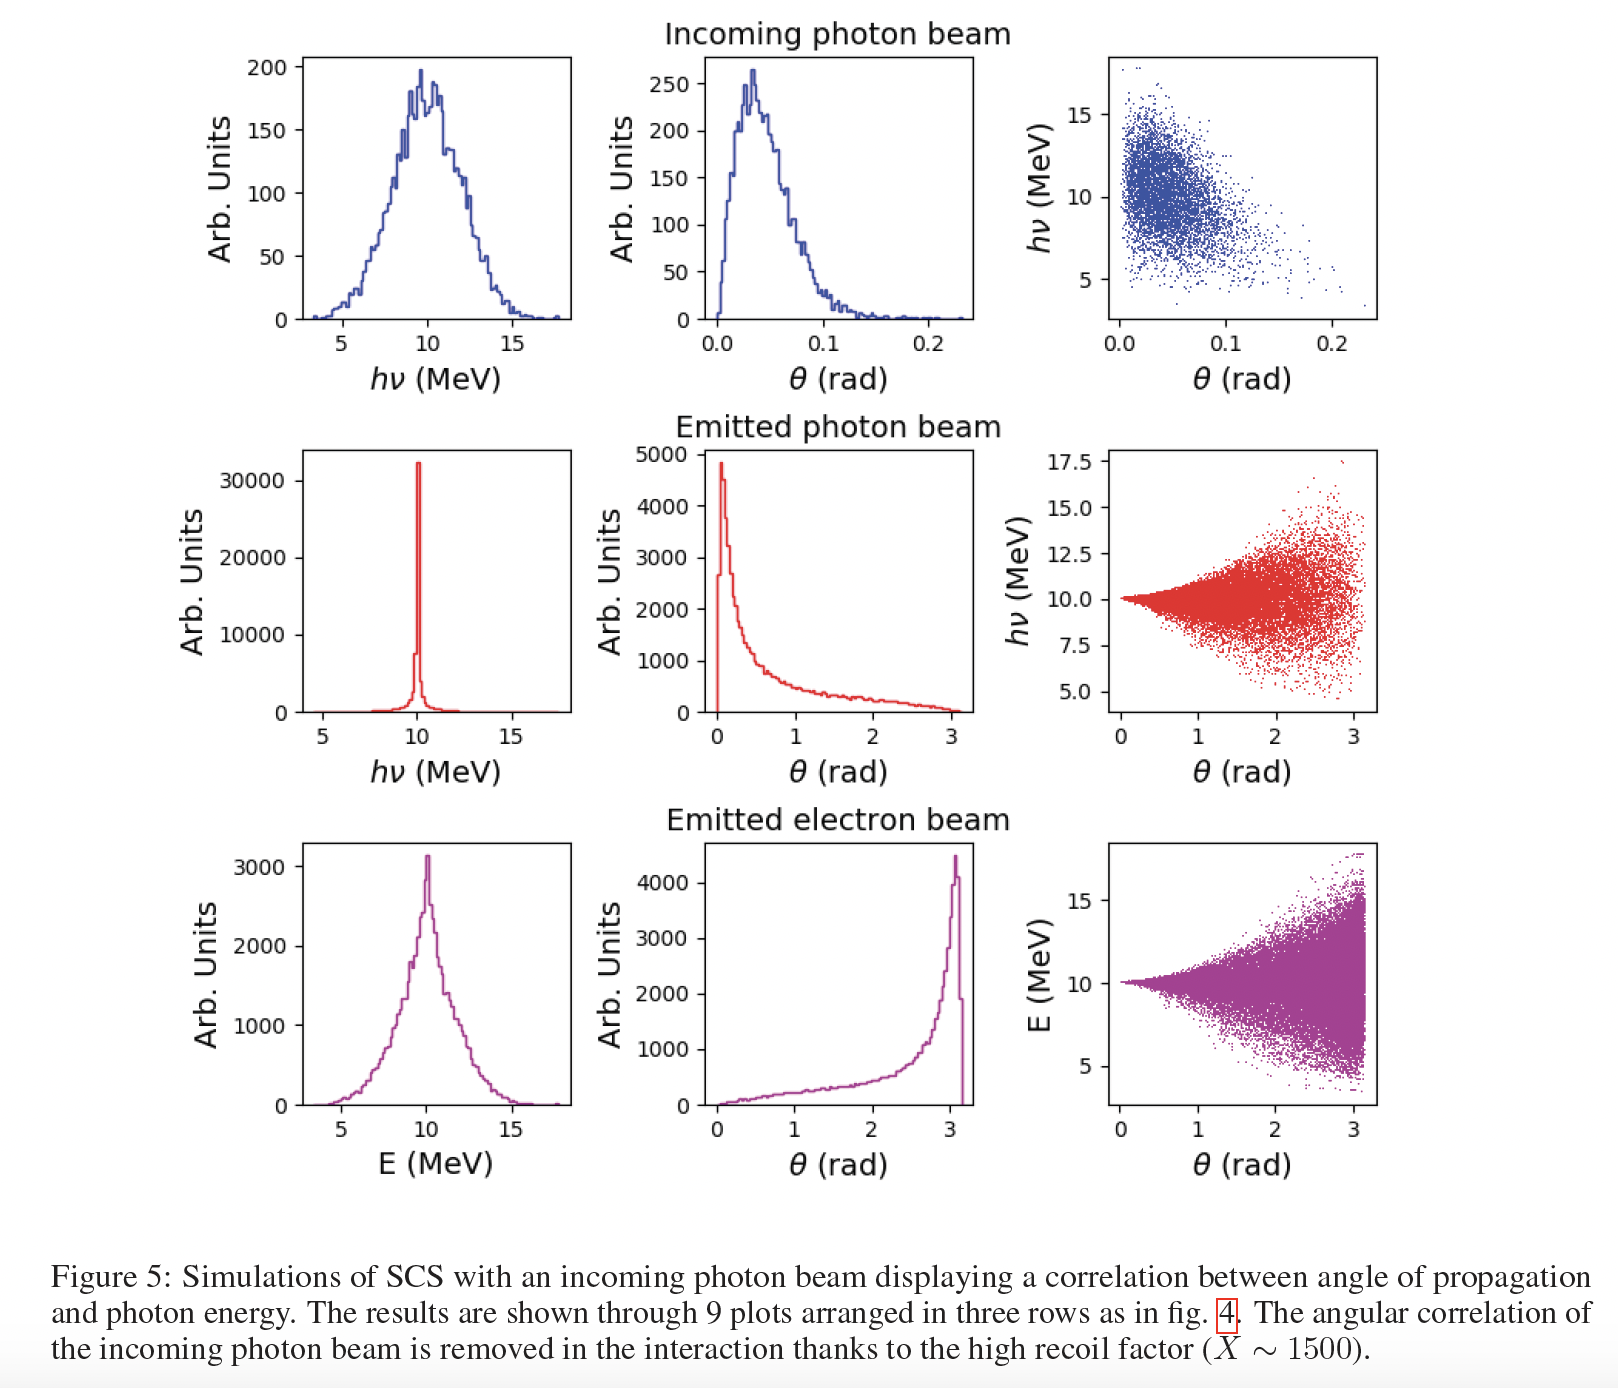 Incoming photon beam
200
150
100
50
0
5 10 15
Arb. Units
hν (MeV)
250
200
150
100
50
0
0.0 0.1 0.2
Arb. Units
θ (rad)
15
10
5
0.0 0.1 0.2
hν (MeV)
θ (rad)
Emitted photon beam
30000
20000
10000
0
5 10 15
Arb. Units
hν (MeV)
5000
4000
3000
2000
1000
0
0 1 2 3
Arb. Units
θ (rad)
17.5
15.0
12.5
10.0
7.5
5.0
0 1 2 3
hν (MeV)
θ (rad)
Emitted electron beam
3000
2000
1000
0
5 10 15
Arb. Units
E (MeV)
4000
3000
2000
1000
0
0 1 2 3
Arb. Units
θ (rad)
15
10
5
0 1 2 3
E (MeV)
θ (rad)
Figure 5: Simulations of SCS with an incoming photon beam displaying a correlation between angle of propagation
and photon energy. The results are shown through 9 plots arranged in three rows as in fig. 4. The angular correlation of
the incoming photon beam is removed in the interaction thanks to the high recoil factor (X ∼ 1500).